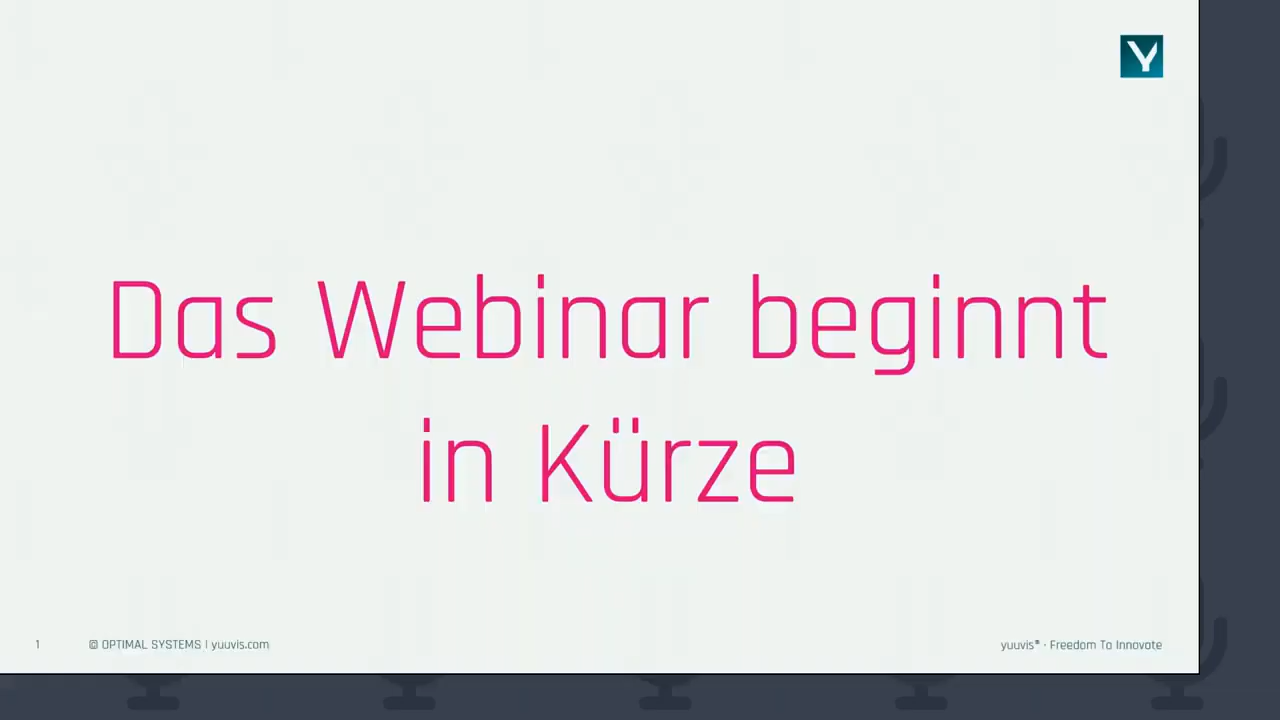 Y
Das Webinar beginnt
in Kürze
1
© OPTIMAL SYSTEMS | yuuvis.com
yuuvis® · Freedom To Innovate